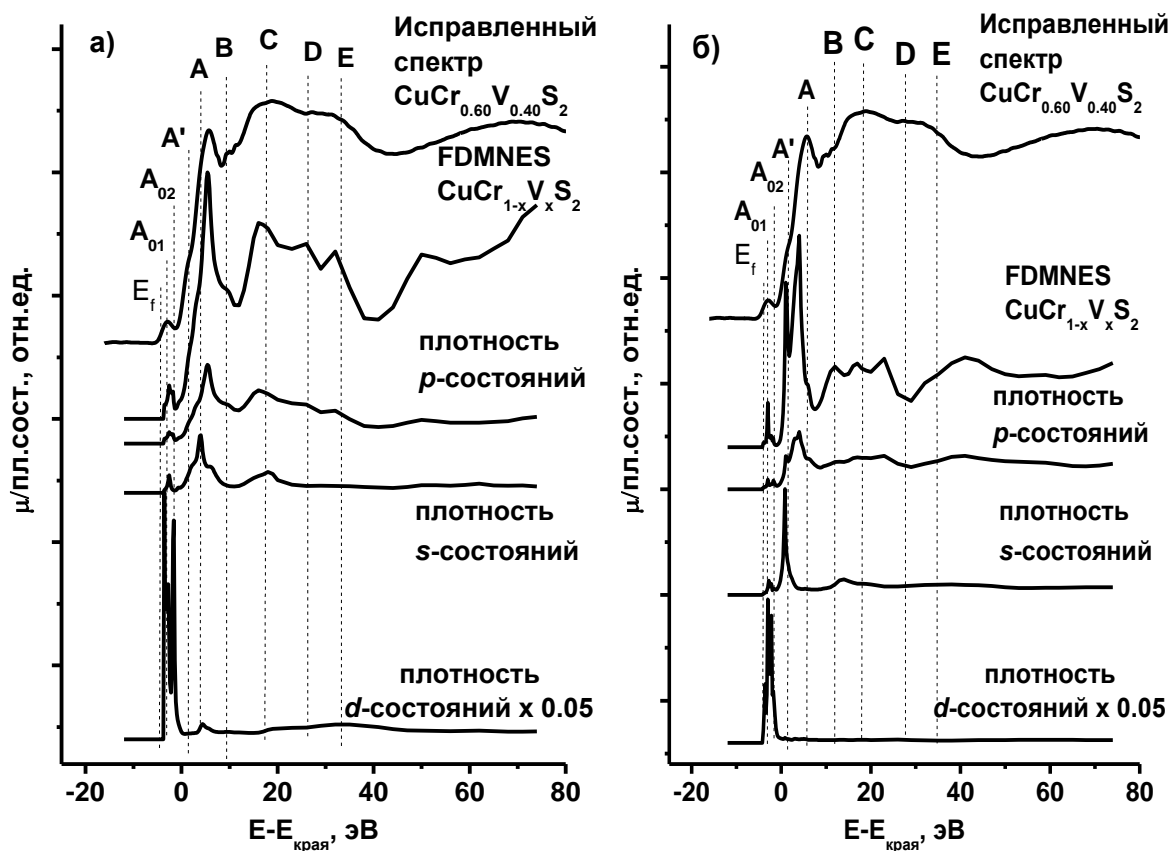 а)
Исправленный
спектр
CuCr0.60V0.40S2
A
B
C
D
E
A'
A02
A01
Ef
FDMNES
CuCr1-xVxS2
плотность
p-состояний
плотность
s-состояний
плотность
d-состояний x 0.05
μ/пл.сост., отн.ед.
-20 0 20 40 60 80
E-Eкрая, эВ
б)
Исправленный
спектр
CuCr0.60V0.40S2
A
B
C
D
E
A'
A02
A01
Ef
FDMNES
CuCr1-xVxS2
плотность
p-состояний
плотность
s-состояний
плотность
d-состояний x 0.05
μ/пл.сост., отн.ед.
-20 0 20 40 60 80
E-Eкрая, эВ